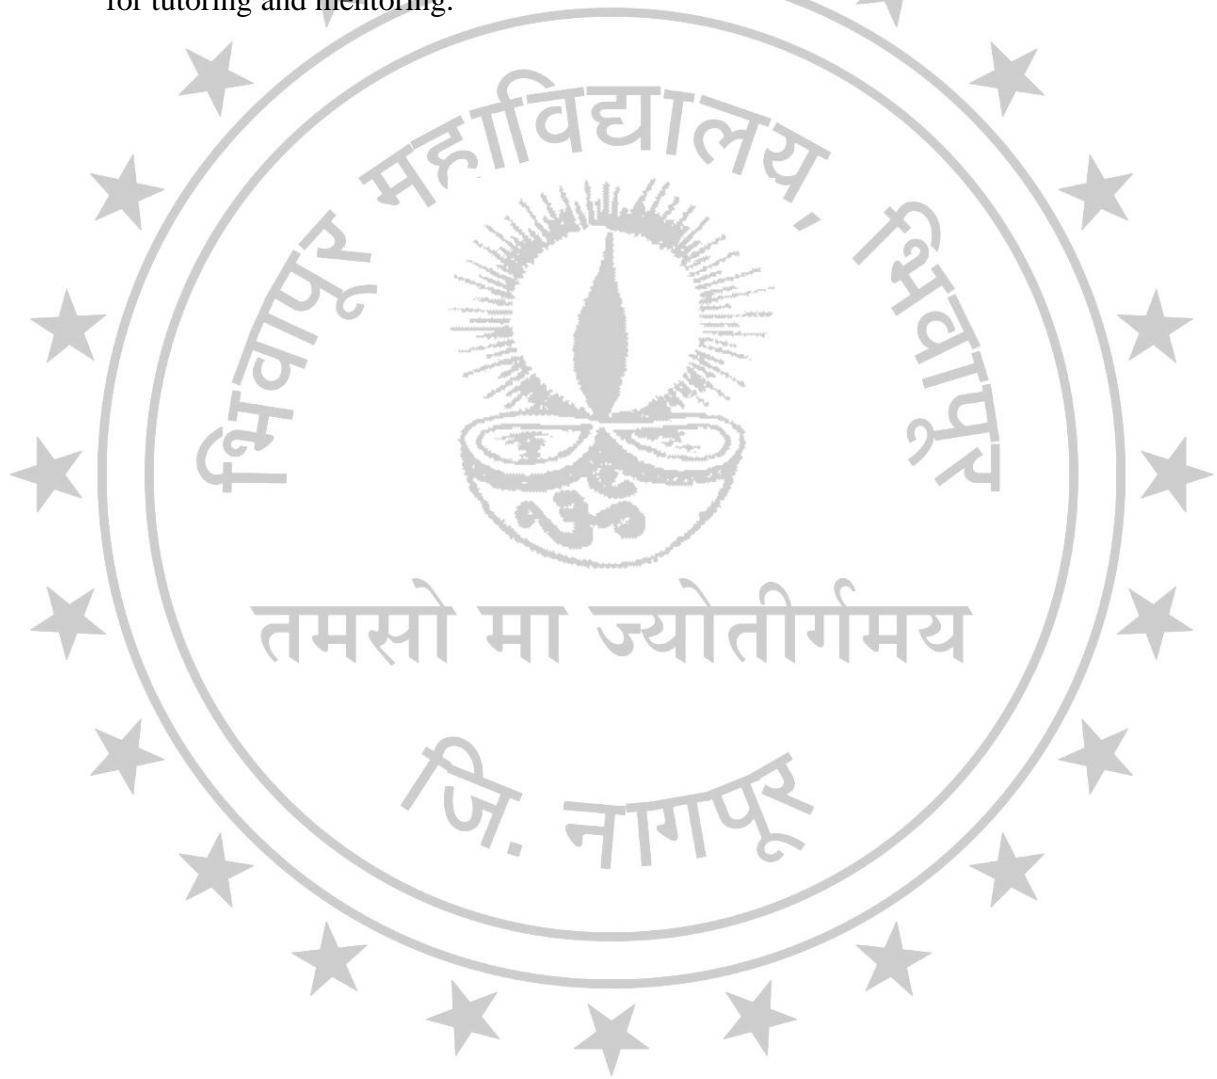 for tutoring and mentoring.
भिवापूर महाविद्यालय, भिवापूर
ॐ
तमसो मा ज्योतीर्गमय
जि. नागपूर